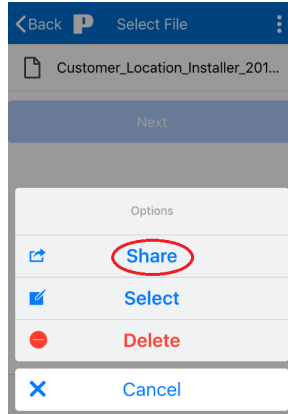 Back P Select File
Customer_Location_Installer_201...
Next
Options
Share
Select
Delete
Cancel